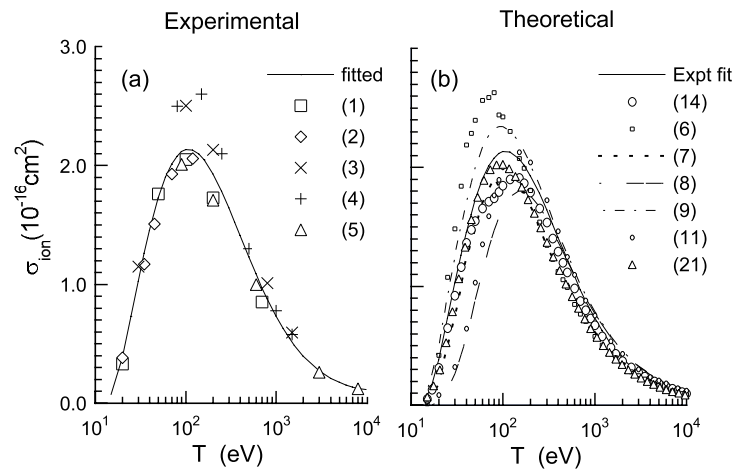 Experimental
Theoretical
3.0
2.0
1.0
0.0
σion(10⁻¹⁶cm²)
(a)
fitted
(1)
(2)
(3)
(4)
(5)
10¹ 10² 10³ 10⁴
T (eV)
(b)
Expt fit
(14)
(6)
(7)
(8)
(9)
(11)
(21)
10¹ 10² 10³ 10⁴
T (eV)